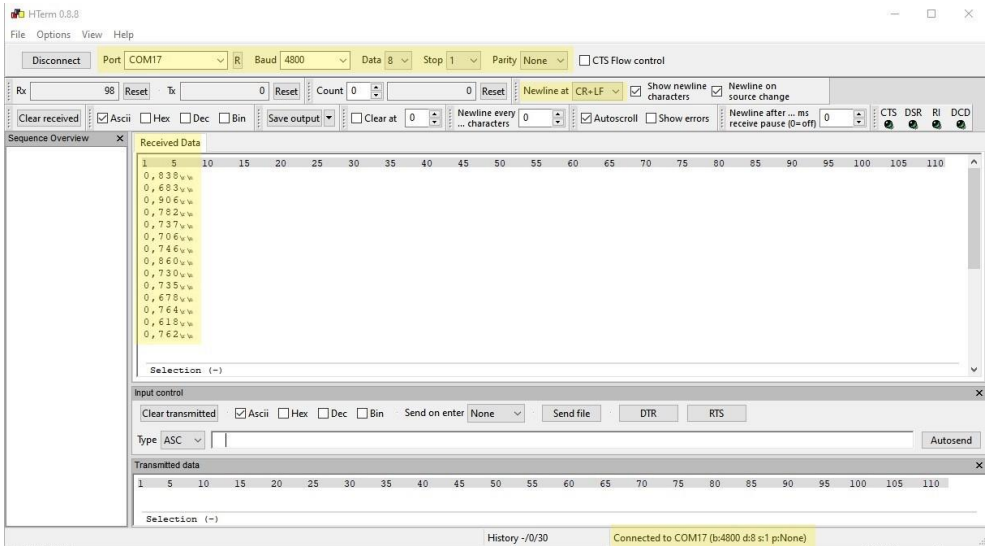 HTerm 0.8.8
File Options View Help
Disconnect Port COM17 R Baud 4800 Data 8 Stop 1 Parity None CTS Flow control
Rx 98 Reset Tx 0 Reset Count 0 0 Reset Newline at CR+LF Show newline characters Newline on source change
Clear received Ascii Hex Dec Bin Save output Clear at 0 Newline every ... characters 0 Autoscroll Show errors Newline after ... ms receive pause (0=off) 0 CTS DSR RI DCD
Sequence Overview x Received Data
1 5 10 15 20 25 30 35 40 45 50 55 60 65 70 75 80 85 90 95 100 105 110
0,838\r\n
0,683\r\n
0,906\r\n
0,782\r\n
0,737\r\n
0,706\r\n
0,746\r\n
0,860\r\n
0,730\r\n
0,735\r\n
0,678\r\n
0,764\r\n
0,618\r\n
0,762\r\n
Selection (-)
Input control x
Clear transmitted Ascii Hex Dec Bin Send on enter None Send file DTR RTS
Type ASC Autosend
Transmitted data x
1 5 10 15 20 25 30 35 40 45 50 55 60 65 70 75 80 85 90 95 100 105 110
Selection (-)
History -/0/30 Connected to COM17 (b:4800 d:8 s:1 p:None)